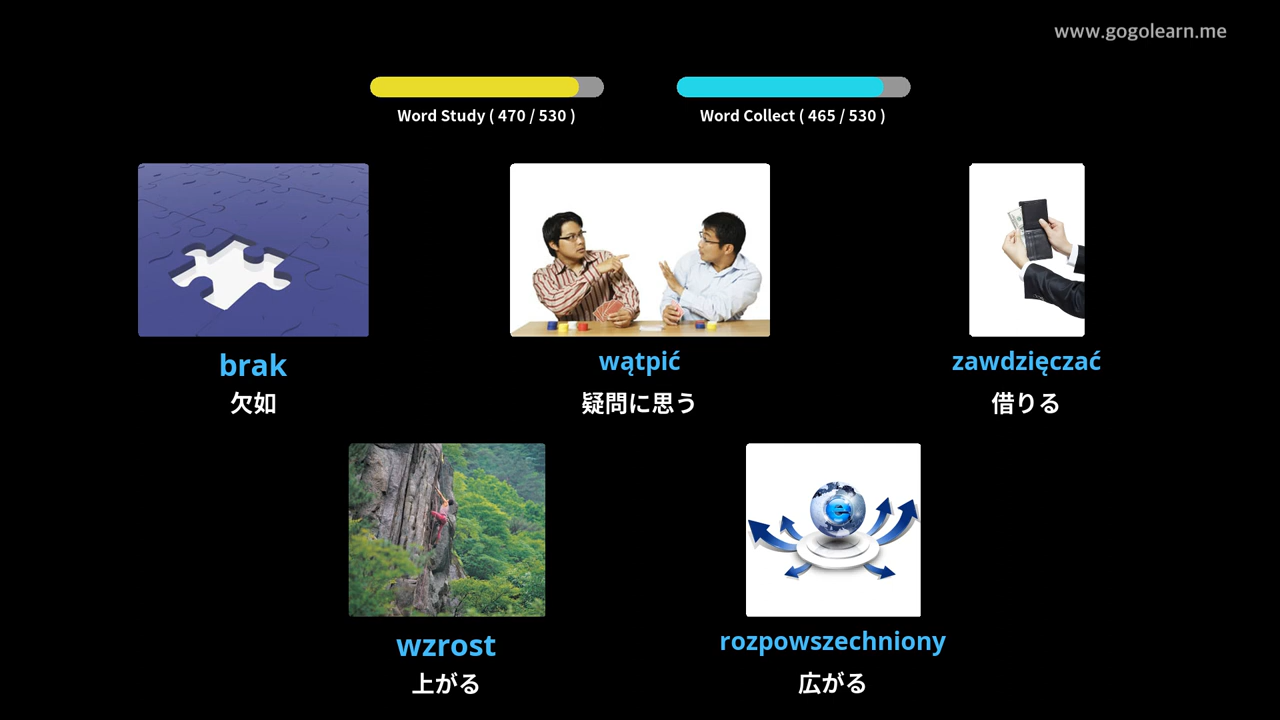 www.gogolearn.me
Word Study ( 470 / 530 )
Word Collect ( 465 / 530 )
brak
欠如
wątpić
疑問に思う
zawdzięczać
借りる
wzrost
上がる
e
rozpowszechniony
広がる